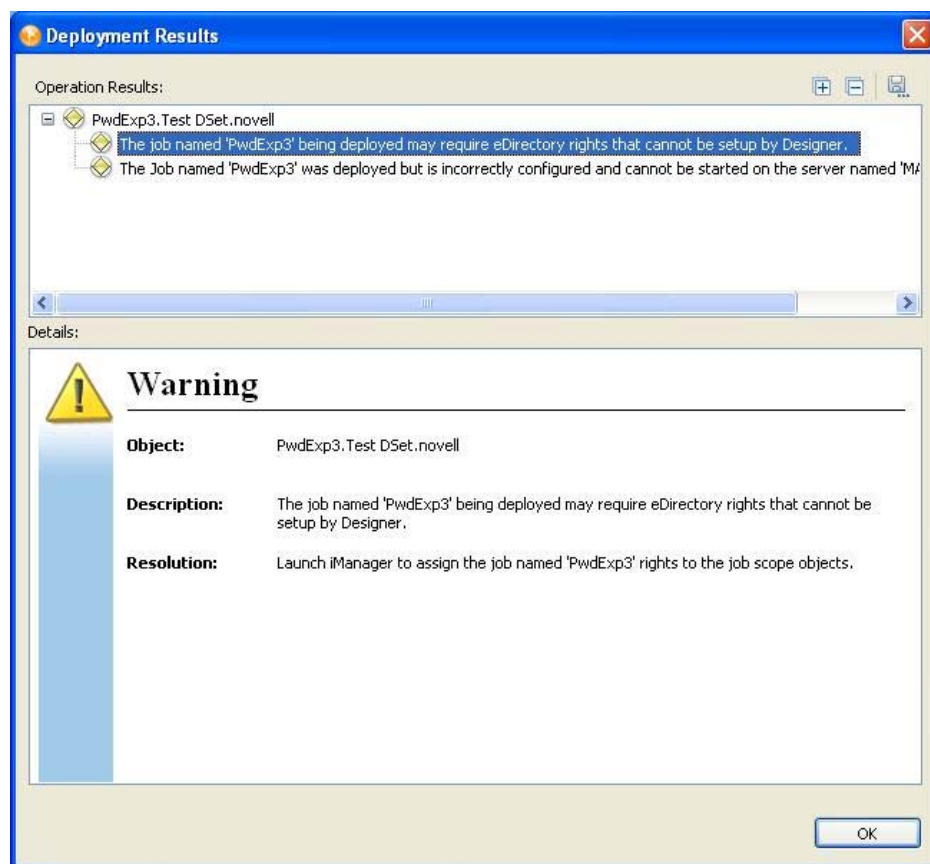 Deployment Results
Operation Results:
PwdExp3.Test DSet.novell
The job named 'PwdExp3' being deployed may require eDirectory rights that cannot be setup by Designer.
The Job named 'PwdExp3' was deployed but is incorrectly configured and cannot be started on the server named 'MA
Details:
Warning
Object: PwdExp3.Test DSet.novell
Description: The job named 'PwdExp3' being deployed may require eDirectory rights that cannot be
setup by Designer.
Resolution: Launch iManager to assign the job named 'PwdExp3' rights to the job scope objects.
OK